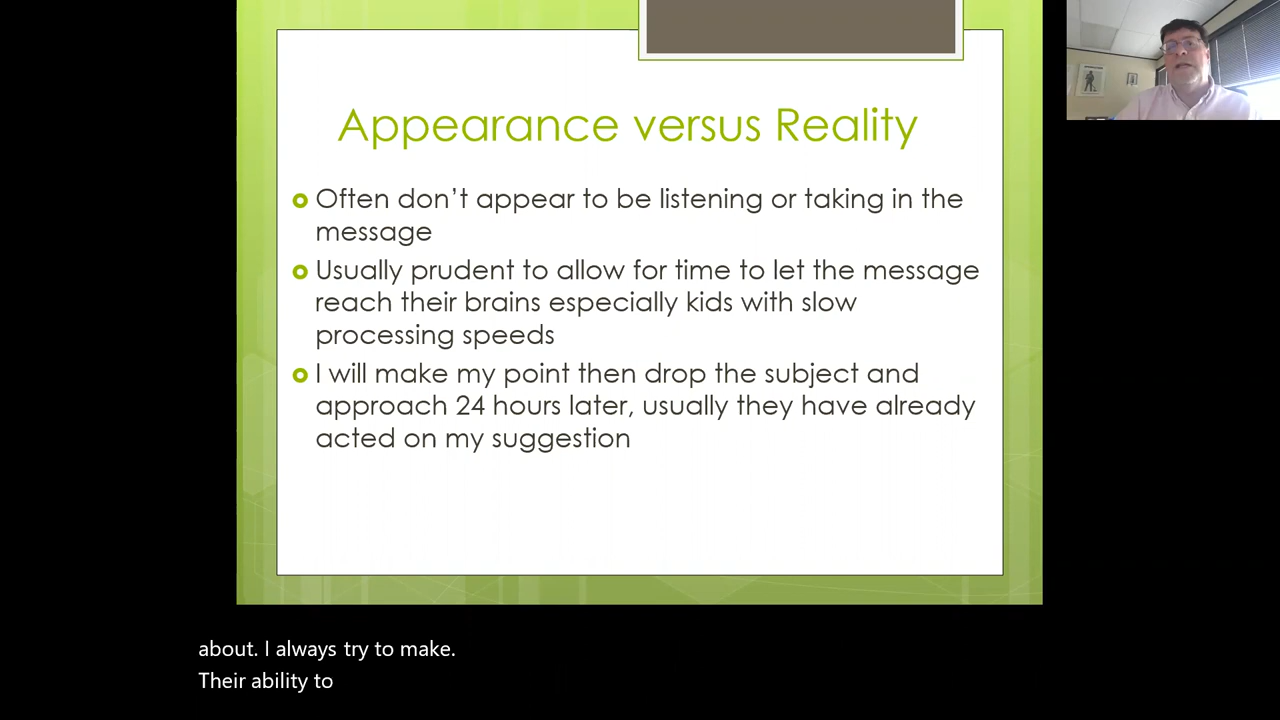 Appearance versus Reality
Often don’t appear to be listening or taking in the
message
Usually prudent to allow for time to let the message
reach their brains especially kids with slow
processing speeds
I will make my point then drop the subject and
approach 24 hours later, usually they have already
acted on my suggestion
about. I always try to make.
Their ability to